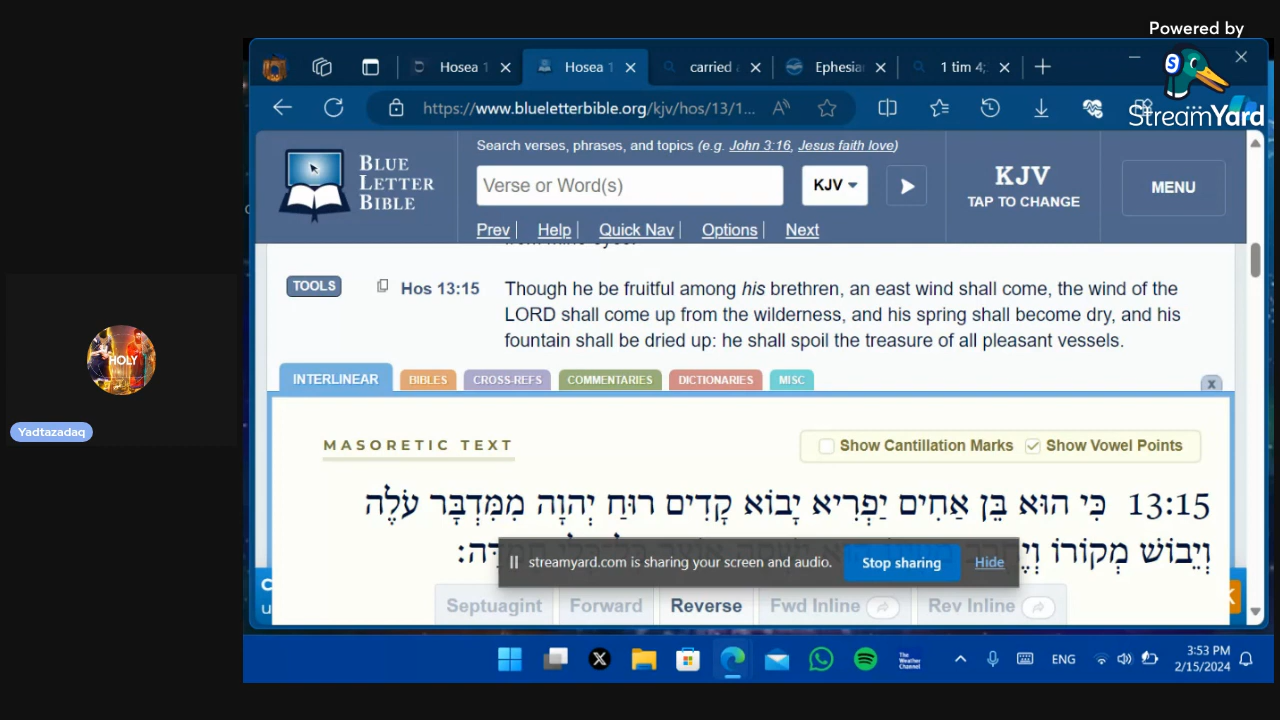 Powered by
StreamYard
Hosea 1
Hosea 1
carried a
Ephesia
1 tim 4;
https://www.blueletterbible.org/kjv/hos/13/1...
BLUE
LETTER
BIBLE
Search verses, phrases, and topics (e.g. John 3:16, Jesus faith love)
Verse or Word(s)
KJV
Prev
Help
Quick Nav
Options
Next
KJV
TAP TO CHANGE
MENU
TOOLS
Hos 13:15
Though he be fruitful among his brethren, an east wind shall come, the wind of the
LORD shall come up from the wilderness, and his spring shall become dry, and his
fountain shall be dried up: he shall spoil the treasure of all pleasant vessels.
INTERLINEAR
BIBLES
CROSS-REFS
COMMENTARIES
DICTIONARIES
MISC
x
MASORETIC TEXT
Show Cantillation Marks
Show Vowel Points
13:15 כִּי הוּא בֵּן אַחִים יַפְרִיא יָבוֹא קָדִים רוּחַ יְהוָה מִמִּדְבָּר עֹלֶה
וְיֵבוֹשׁ מְקוֹרוֹ
streamyard.com is sharing your screen and audio.
Stop sharing
Hide
Septuagint
Forward
Reverse
Fwd Inline
Rev Inline
HOLY
Yadtazadaq
The
Weather
Channel
ENG
3:53 PM
2/15/2024